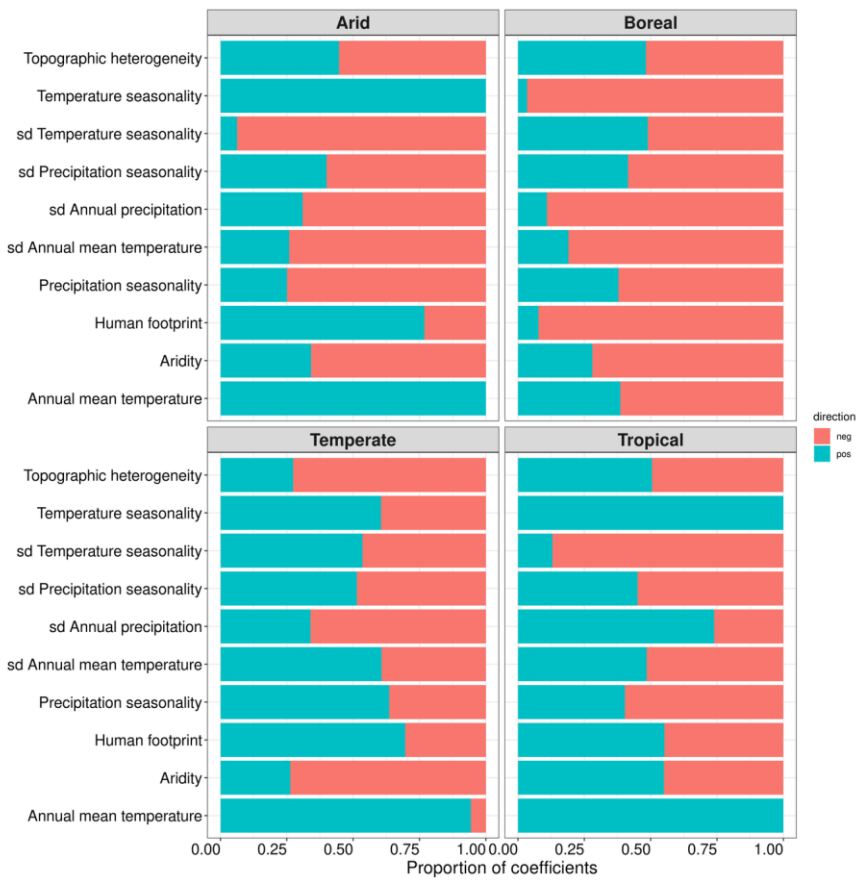 Arid
Boreal
Topographic heterogeneity
Temperature seasonality
sd Temperature seasonality
sd Precipitation seasonality
sd Annual precipitation
sd Annual mean temperature
Precipitation seasonality
Human footprint
Aridity
Annual mean temperature
direction
neg
pos
Temperate
Tropical
Topographic heterogeneity
Temperature seasonality
sd Temperature seasonality
sd Precipitation seasonality
sd Annual precipitation
sd Annual mean temperature
Precipitation seasonality
Human footprint
Aridity
Annual mean temperature
0.00 0.25 0.50 0.75 1.00 0.00 0.25 0.50 0.75 1.00
Proportion of coefficients